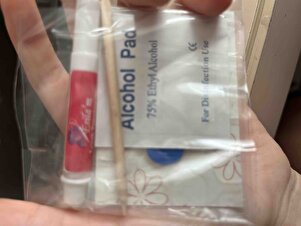 Alcohol Pad
75% Ethyl Alcohol
CE
For Disinfection Use